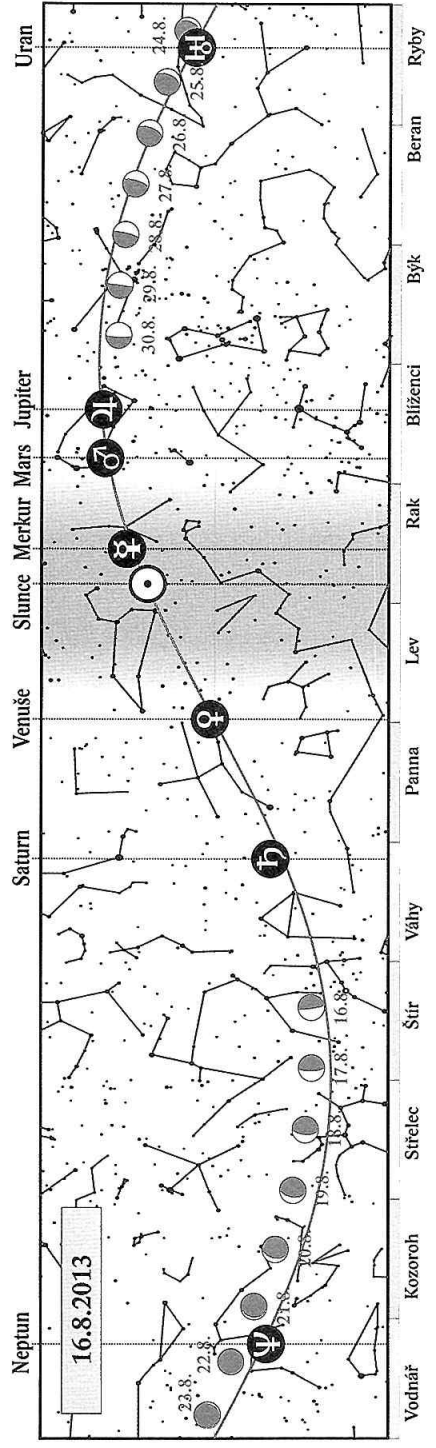 Neptun Saturn Venuše Slunce Merkur Mars Jupiter Uran
16.8.2013
23.8. 22.8. 21.8. 20.8. 19.8. 18.8. 17.8. 16.8. 30.8. 29.8. 28.8. 27.8. 26.8. 25.8. 24.8.
Vodnář Kozoroh Střelec Štír Váhy Panna Lev Rak Blíženci Býk Beran Ryby